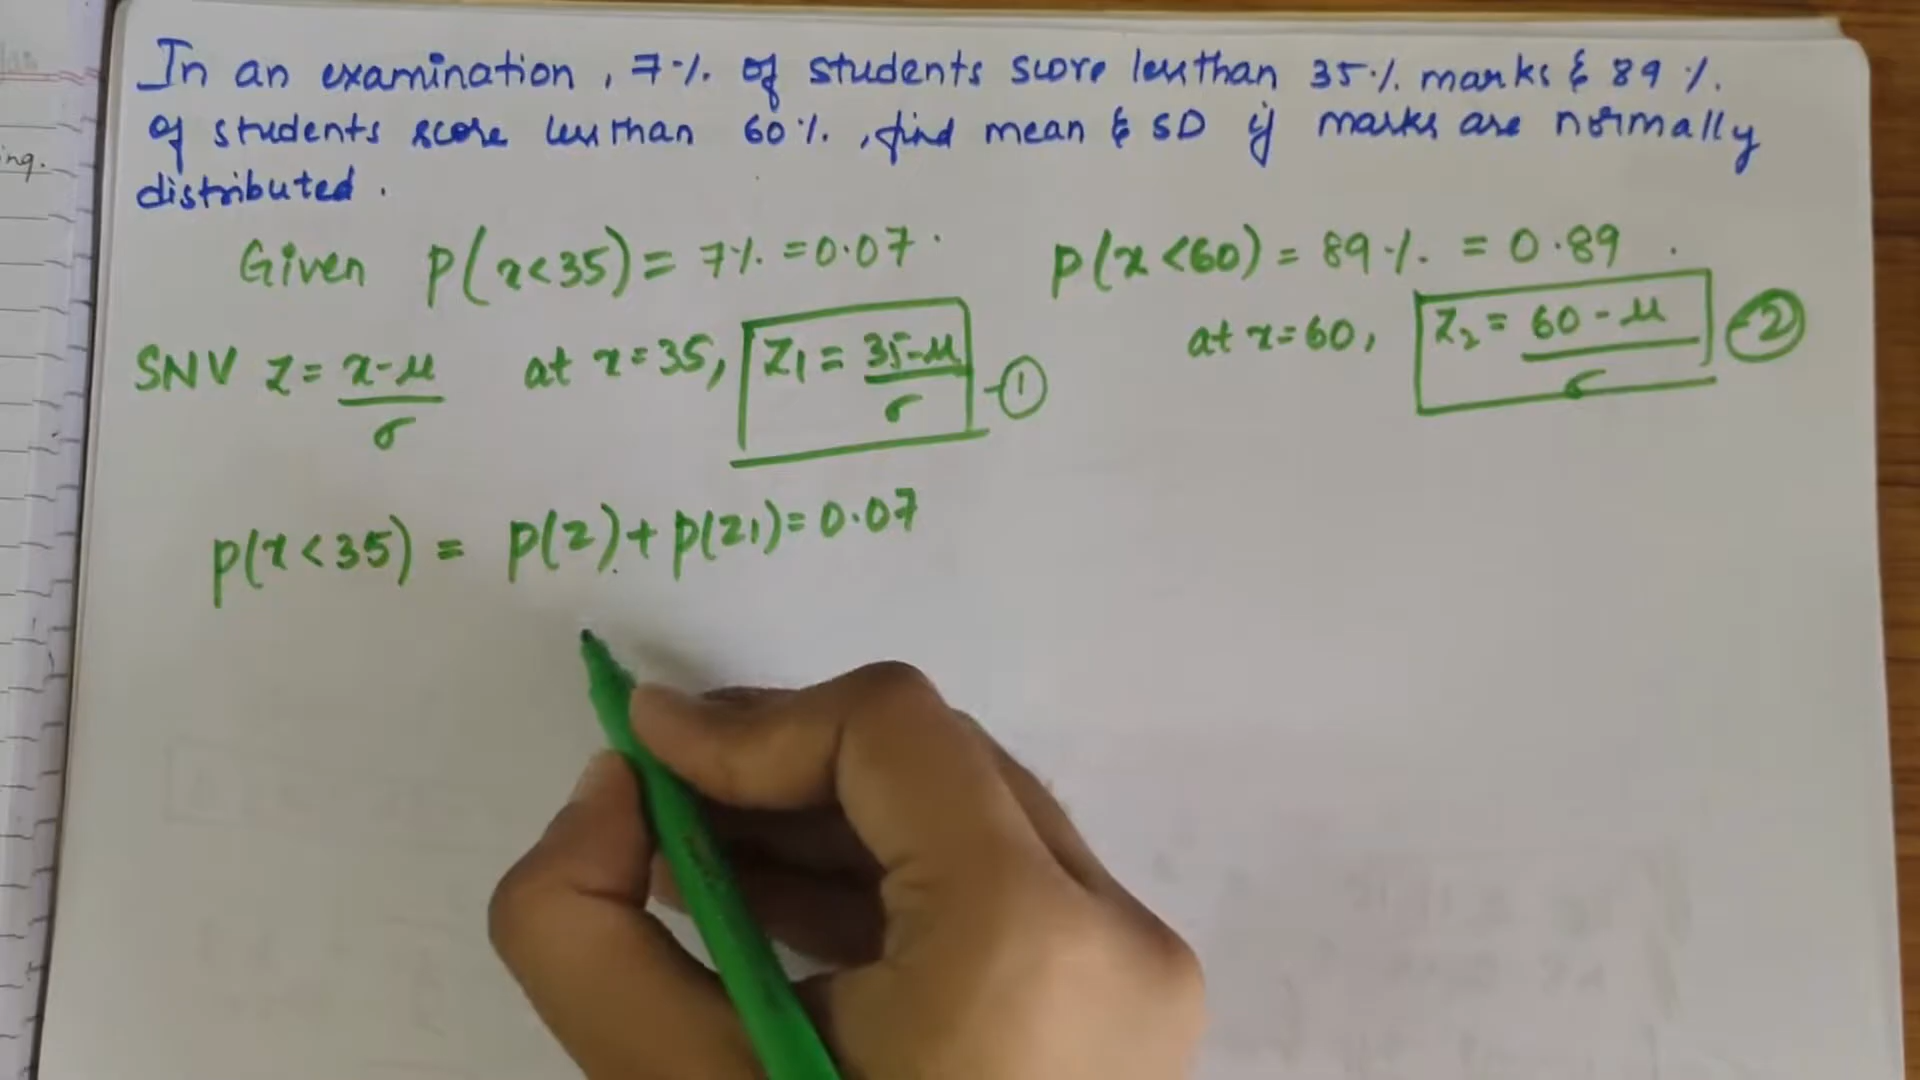 In an examination, 7% of students score less than 35% marks & 89%
of students score less than 60%, find mean & SD if marks are normally
distributed.
Given P(x<35) = 7% = 0.07. P(x<60) = 89% = 0.89.
SNV z = x-μ/σ at x=35, z1 = 35-μ/σ -① at x=60, z2 = 60-μ/σ -②
P(x<35) = P(z)+P(z1)=0.07
ing.